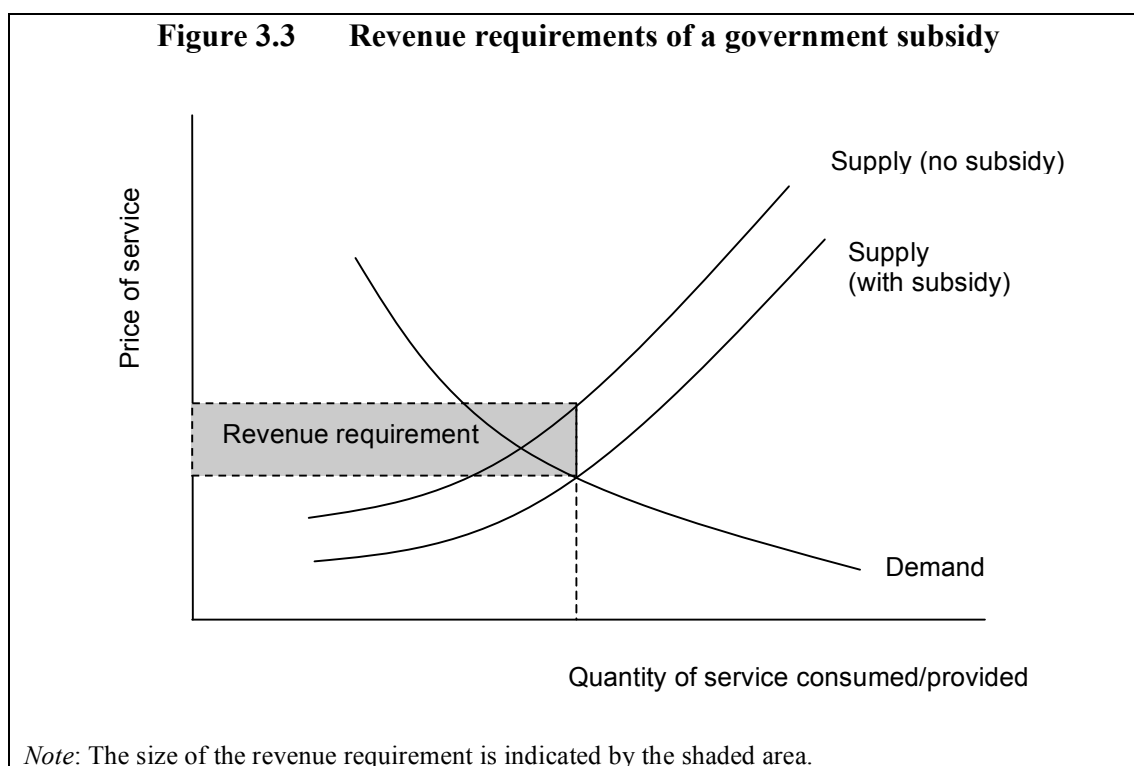 Figure 3.3 Revenue requirements of a government subsidy
Supply (no subsidy)
Supply
(with subsidy)
Price of service
Revenue requirement
Demand
Quantity of service consumed/provided
Note: The size of the revenue requirement is indicated by the shaded area.